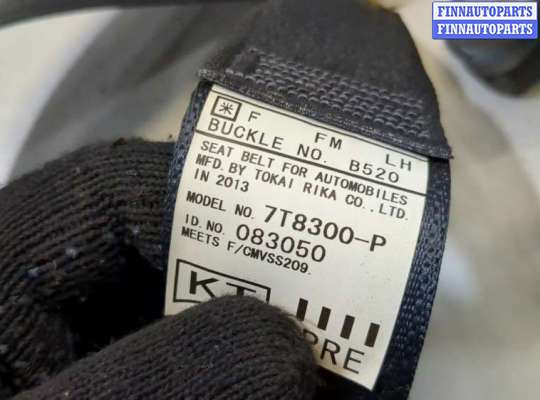 FINNAUTOPARTS
FINNAUTOPARTS
F FM LH
BUCKLE NO. B520
SEAT BELT FOR AUTOMOBILES
MFD. BY TOKAI RIKA CO., LTD.
IN 2013
MODEL NO. 7T8300-P
ID. NO. 083050
MEETS F/CMVSS209.
KT
PRE